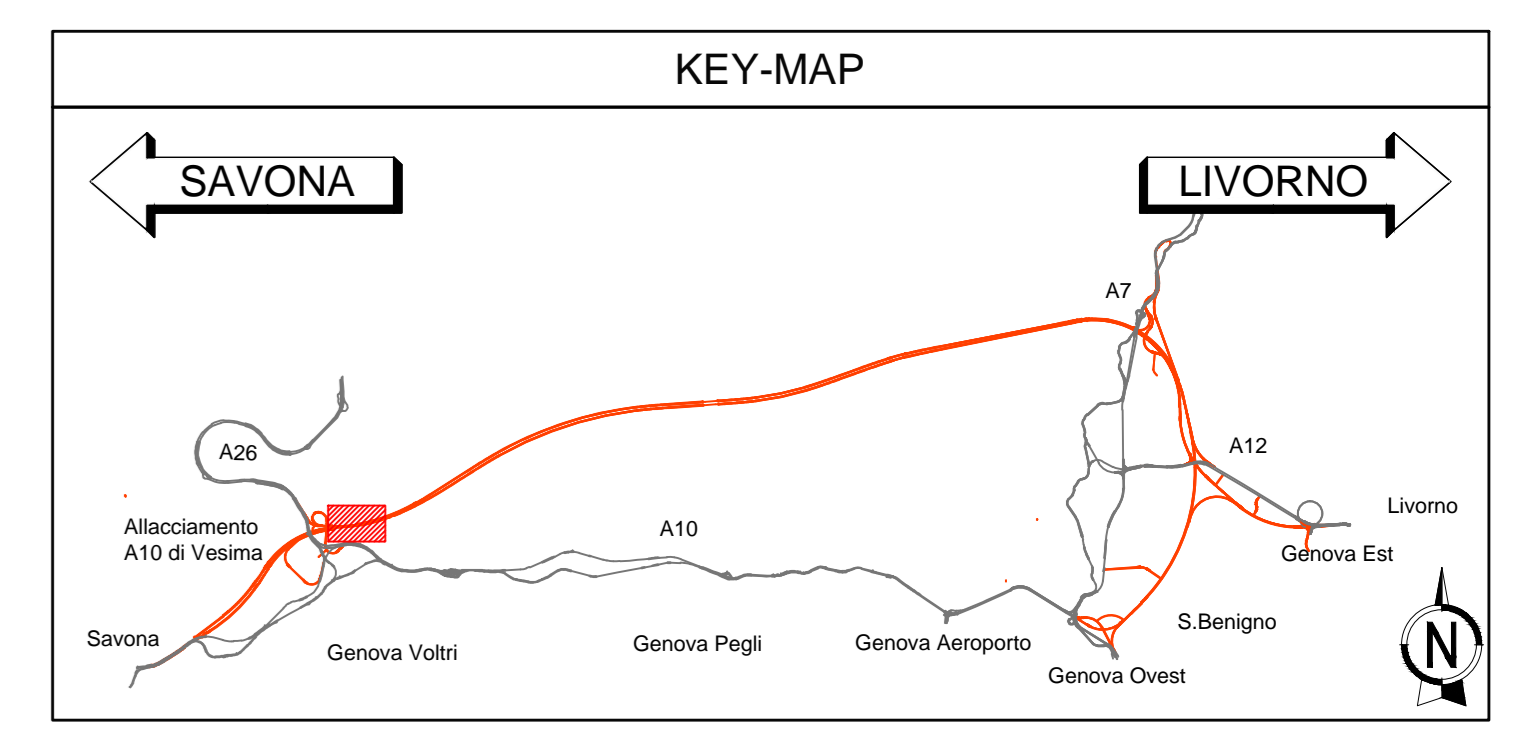 KEY-MAP
SAVONA
LIVORNO
A7
A26
A12
Allacciamento
A10 di Vesima
A10
Livorno
Genova Est
Savona
Genova Voltri
Genova Pegli
Genova Aeroporto
S.Benigno
Genova Ovest
N